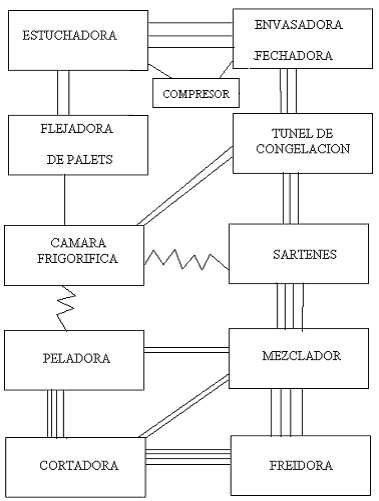 ESTUCHADORA
ENVASADORA
FECHADORA
COMPRESOR
FLEJADORA
DE PALETS
TUNEL DE
CONGELACION
CAMARA
FRIGORIFICA
SARTENES
PELADORA
MEZCLADOR
CORTADORA
FREIDORA